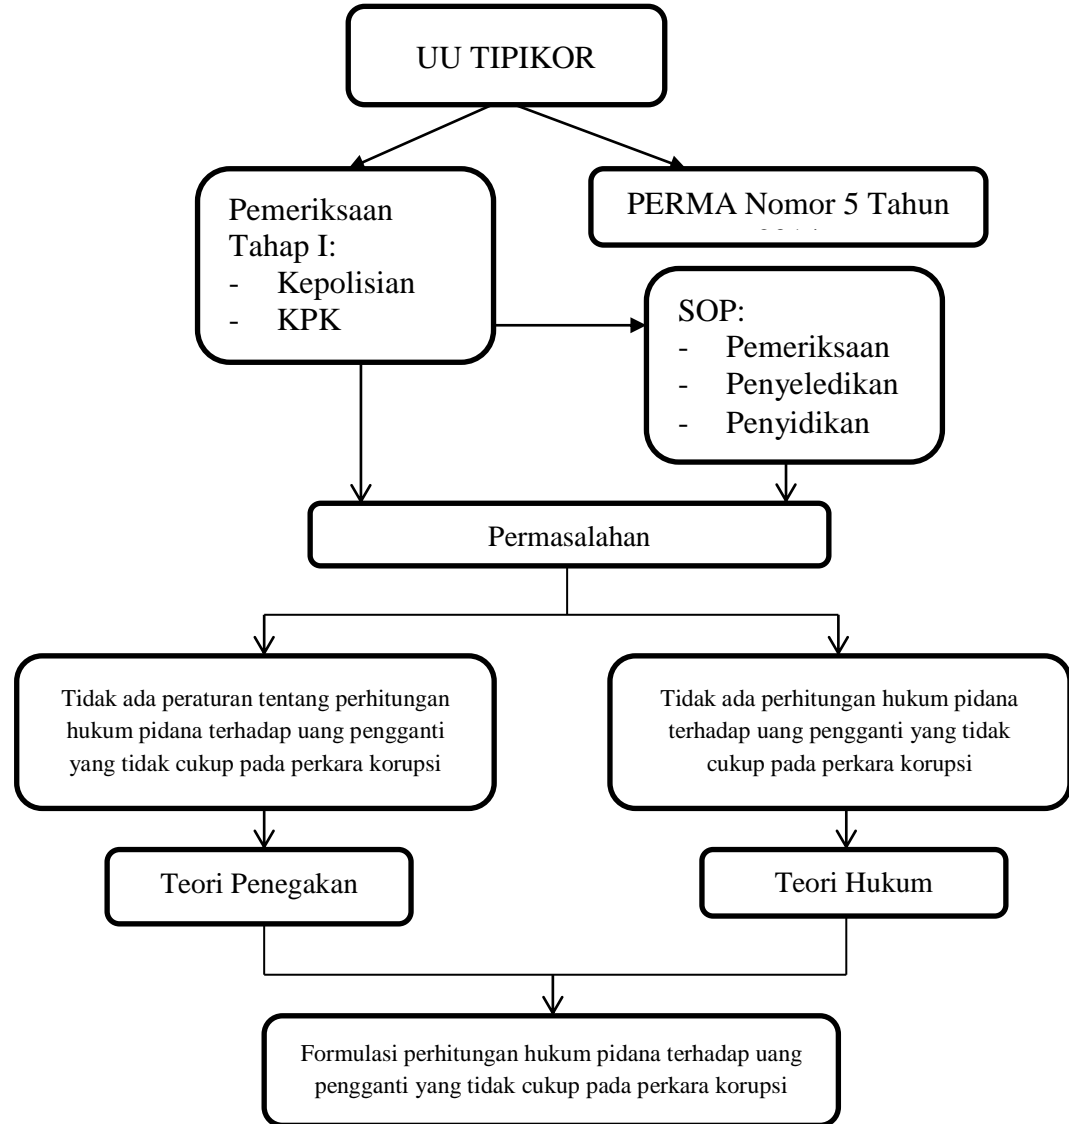 UU TIPIKOR
Pemeriksaan
Tahap I:
- Kepolisian
- KPK
PERMA Nomor 5 Tahun
SOP:
- Pemeriksaan
- Penyeledikan
- Penyidikan
Permasalahan
Tidak ada peraturan tentang perhitungan
hukum pidana terhadap uang pengganti
yang tidak cukup pada perkara korupsi
Tidak ada perhitungan hukum pidana
terhadap uang pengganti yang tidak
cukup pada perkara korupsi
Teori Penegakan
Teori Hukum
Formulasi perhitungan hukum pidana terhadap uang
pengganti yang tidak cukup pada perkara korupsi